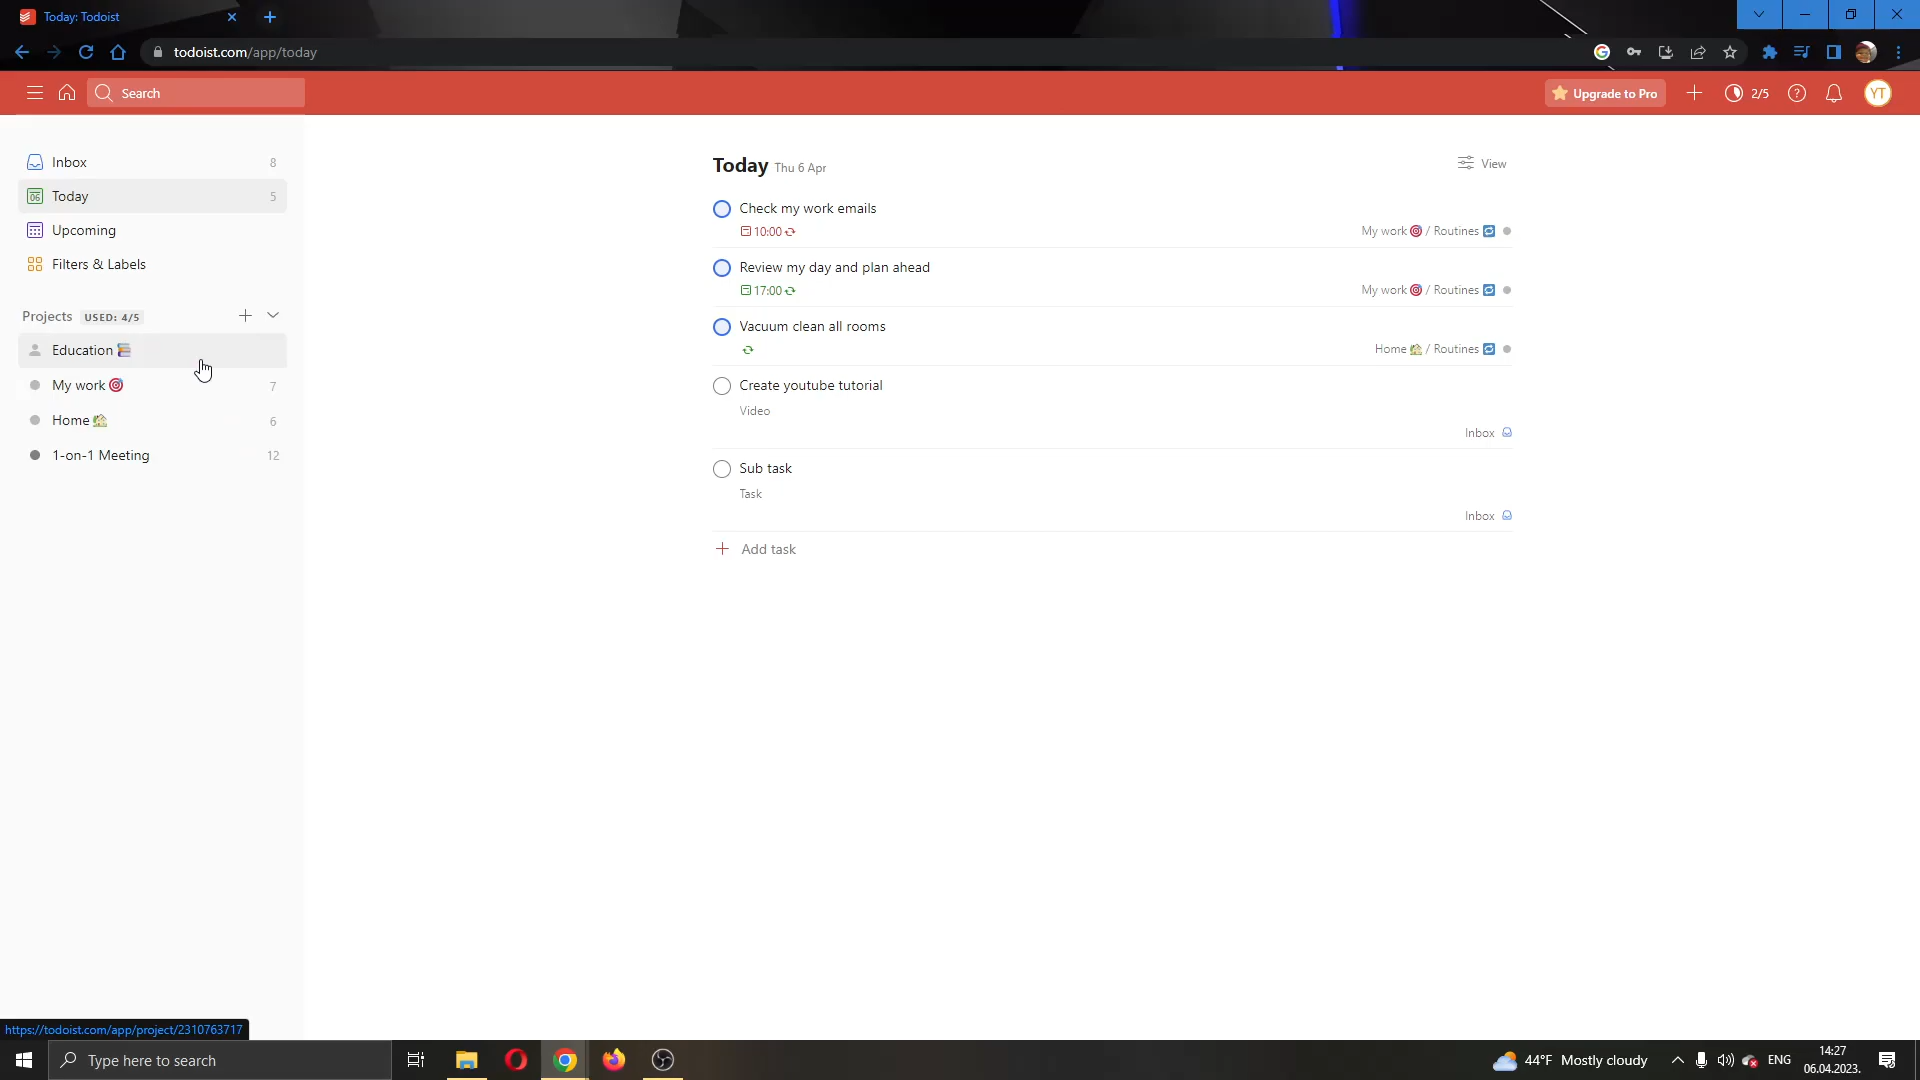 Today: Todoist
todoist.com/app/today
Search
Upgrade to Pro
2/5
YT
Inbox 8
06 Today 5
Upcoming
Filters & Labels
Projects USED: 4/5
Education
My work 7
Home 6
1-on-1 Meeting 12
Today Thu 6 Apr
View
Check my work emails
10:00 My work / Routines
Review my day and plan ahead
17:00 My work / Routines
Vacuum clean all rooms
Home / Routines
Create youtube tutorial
Video
Inbox
Sub task
Task
Inbox
Add task
https://todoist.com/app/project/2310763717
Type here to search
44°F Mostly cloudy
ENG
14:27
06.04.2023.